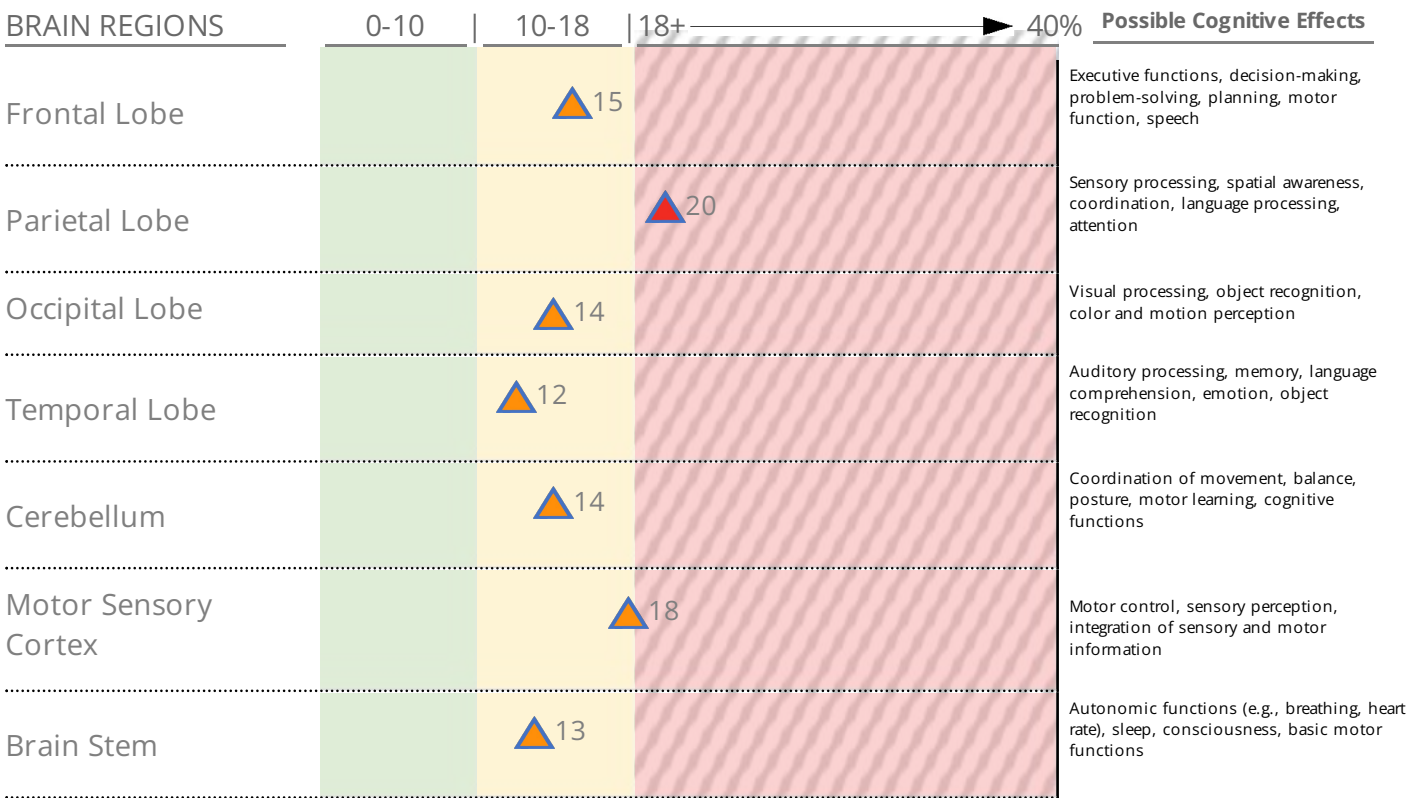 BRAIN REGIONS 0-10 | 10-18 | 18+ 40% Possible Cognitive Effects
Frontal Lobe
15
Executive functions, decision-making,
problem-solving, planning, motor
function, speech
Parietal Lobe
20
Sensory processing, spatial awareness,
coordination, language processing,
attention
Occipital Lobe
14
Visual processing, object recognition,
color and motion perception
Temporal Lobe
12
Auditory processing, memory, language
comprehension, emotion, object
recognition
Cerebellum
14
Coordination of movement, balance,
posture, motor learning, cognitive
functions
Motor Sensory
Cortex
18
Motor control, sensory perception,
integration of sensory and motor
information
Brain Stem
13
Autonomic functions (e.g., breathing, heart
rate), sleep, consciousness, basic motor
functions